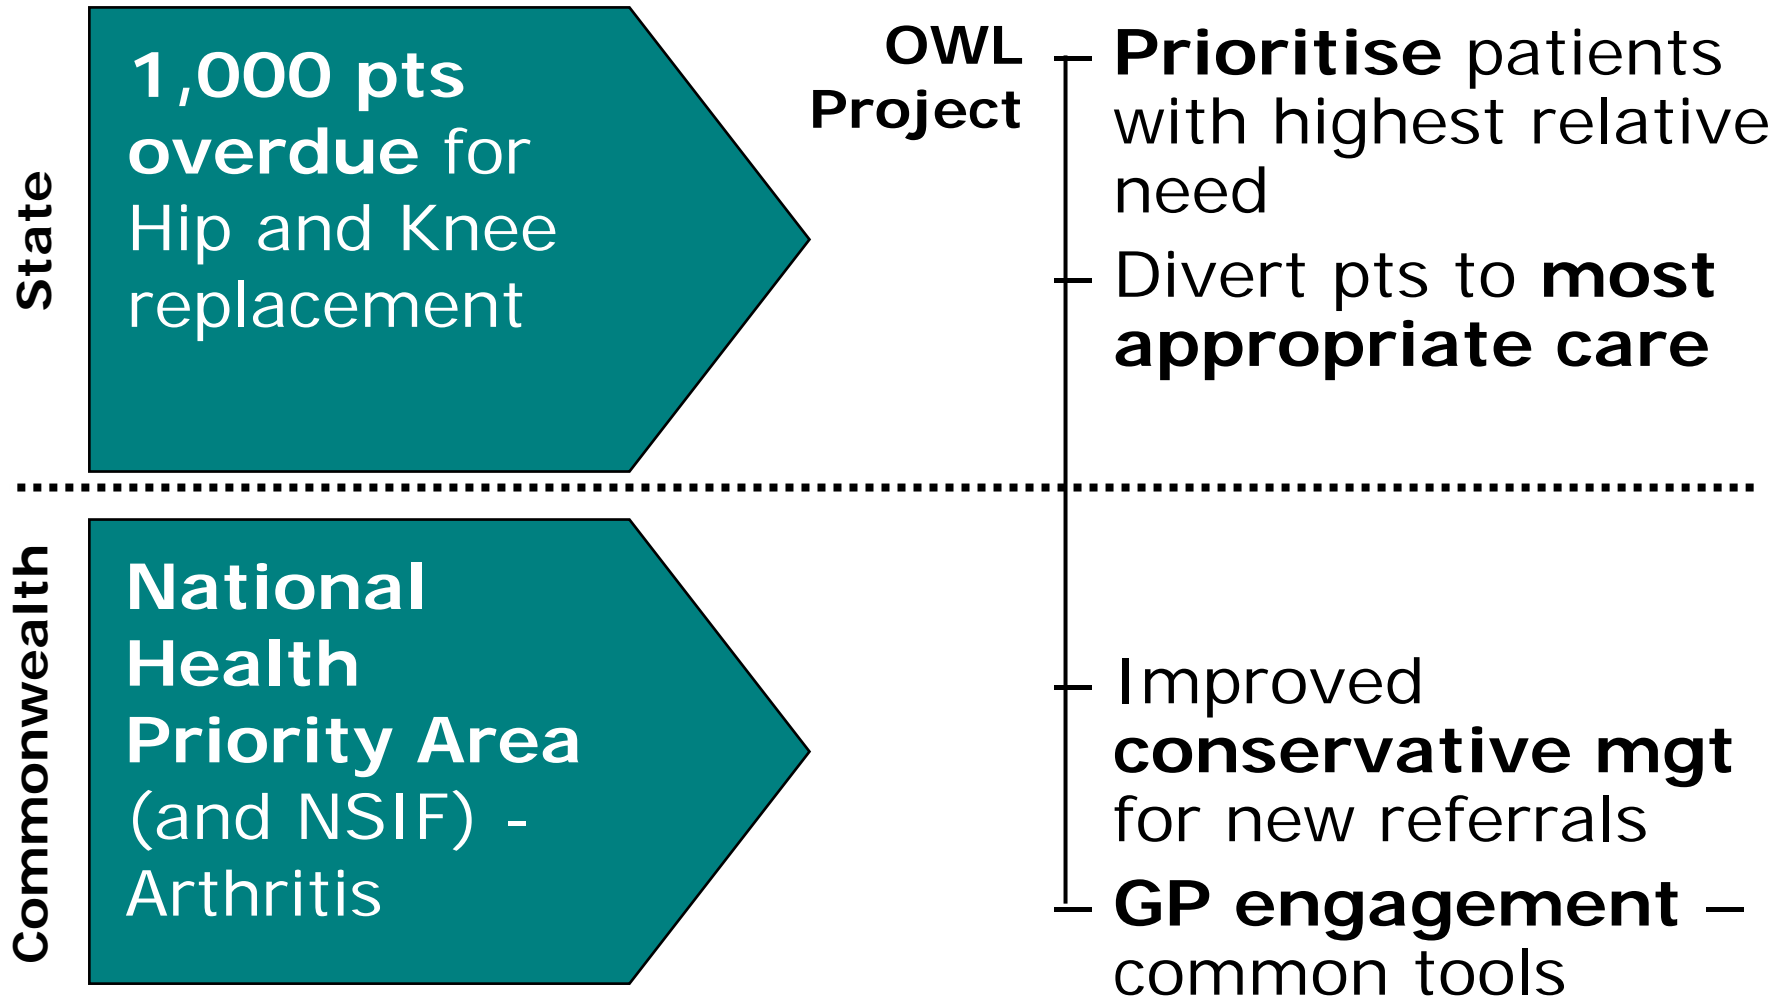 State
1,000 pts
overdue for
Hip and Knee
replacement
OWL
Project
Prioritise patients
with highest relative
need
Divert pts to most
appropriate care
Commonwealth
National
Health
Priority Area
(and NSIF) -
Arthritis
Improved
conservative mgt
for new referrals
GP engagement –
common tools